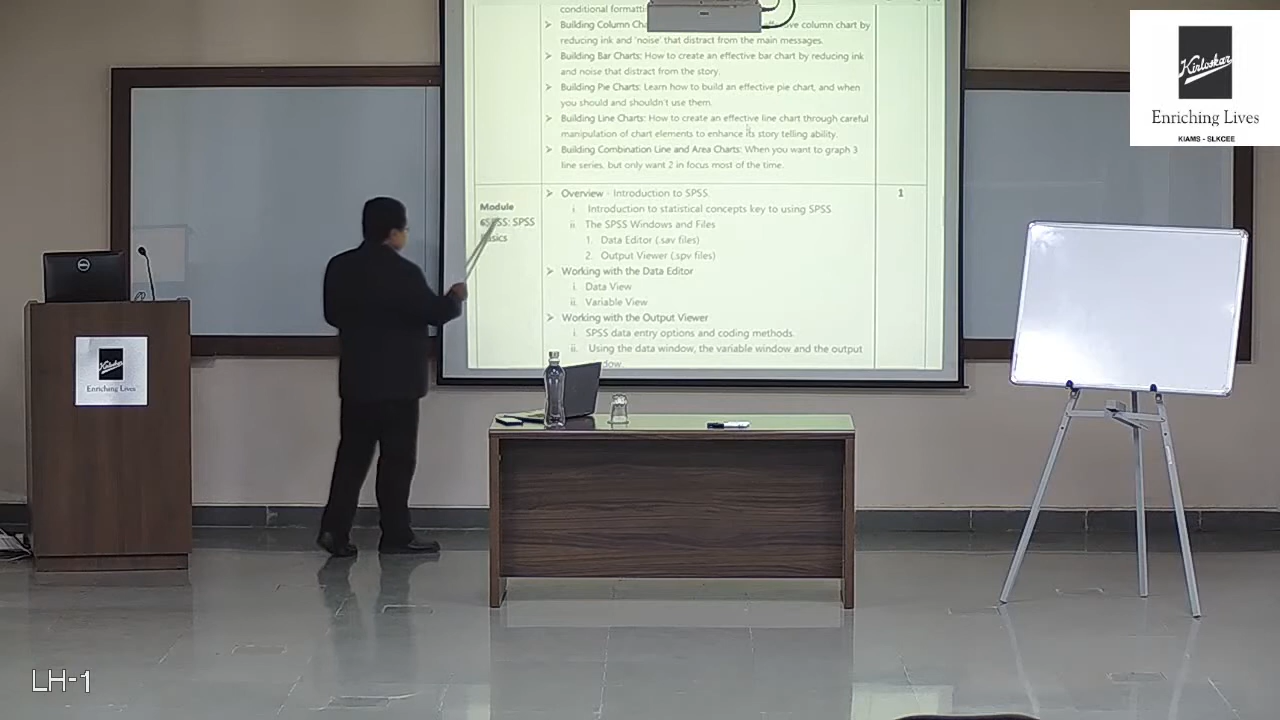 conditional formatti
➤ Building Column Cha ve column chart by
reducing ink and 'noise' that distract from the main messages.
➤ Building Bar Charts: How to create an effective bar chart by reducing ink
and noise that distract from the story.
➤ Building Pie Charts: Learn how to build an effective pie chart, and when
you should and shouldn't use them.
➤ Building Line Charts: How to create an effective line chart through careful
manipulation of chart elements to enhance its story telling ability.
➤ Building Combination Line and Area Charts: When you want to graph 3
line series, but only want 2 in focus most of the time.
Module
6SPSS: SPSS
Basics
➤ Overview - Introduction to SPSS
i. Introduction to statistical concepts key to using SPSS
ii. The SPSS Windows and Files
1. Data Editor (.sav files)
2. Output Viewer (.spv files)
➤ Working with the Data Editor
i. Data View
ii. Variable View
➤ Working with the Output Viewer
i. SPSS data entry options and coding methods.
ii. Using the data window, the variable window and the output
dow.
1
Kirloskar
Enriching Lives
KIAMS - SLKCEE
DELL
Kirloskar
Enriching Lives
LH-1